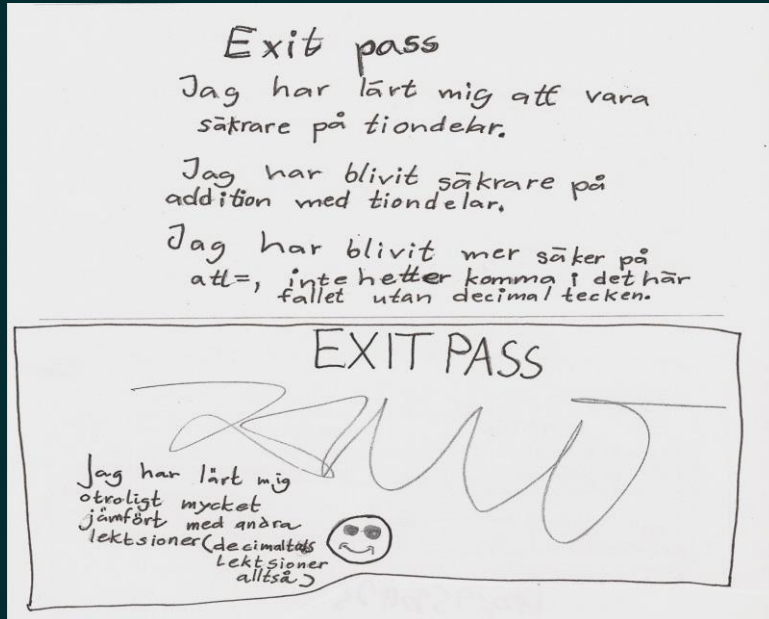 Exit pass
Jag har lärt mig att vara
säkrare på tiondelar.
Jag har blivit säkrare på
addition med tiondelar.
Jag har blivit mer säker på
att=, inte hetter komma i det här
fallet utan decimal tecken.
EXIT PASS
Jag har lärt mig
otroligt mycket
jämfört med andra
lektsioner (decimaltals
lektsioner
alltså)